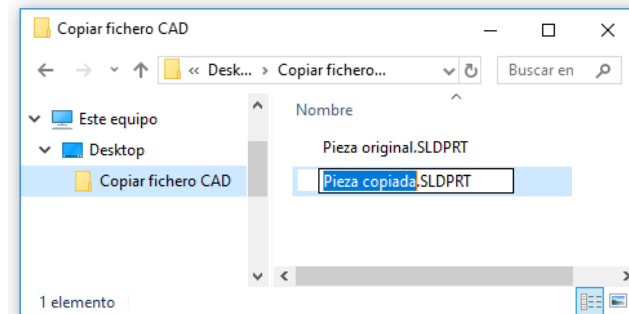 Copiar fichero CAD
« Desk... › Copiar fichero... Buscar en
Nombre
Este equipo
Pieza original.SLDPRT
Desktop
Copiar fichero CAD
Pieza copiada.SLDPRT
1 elemento